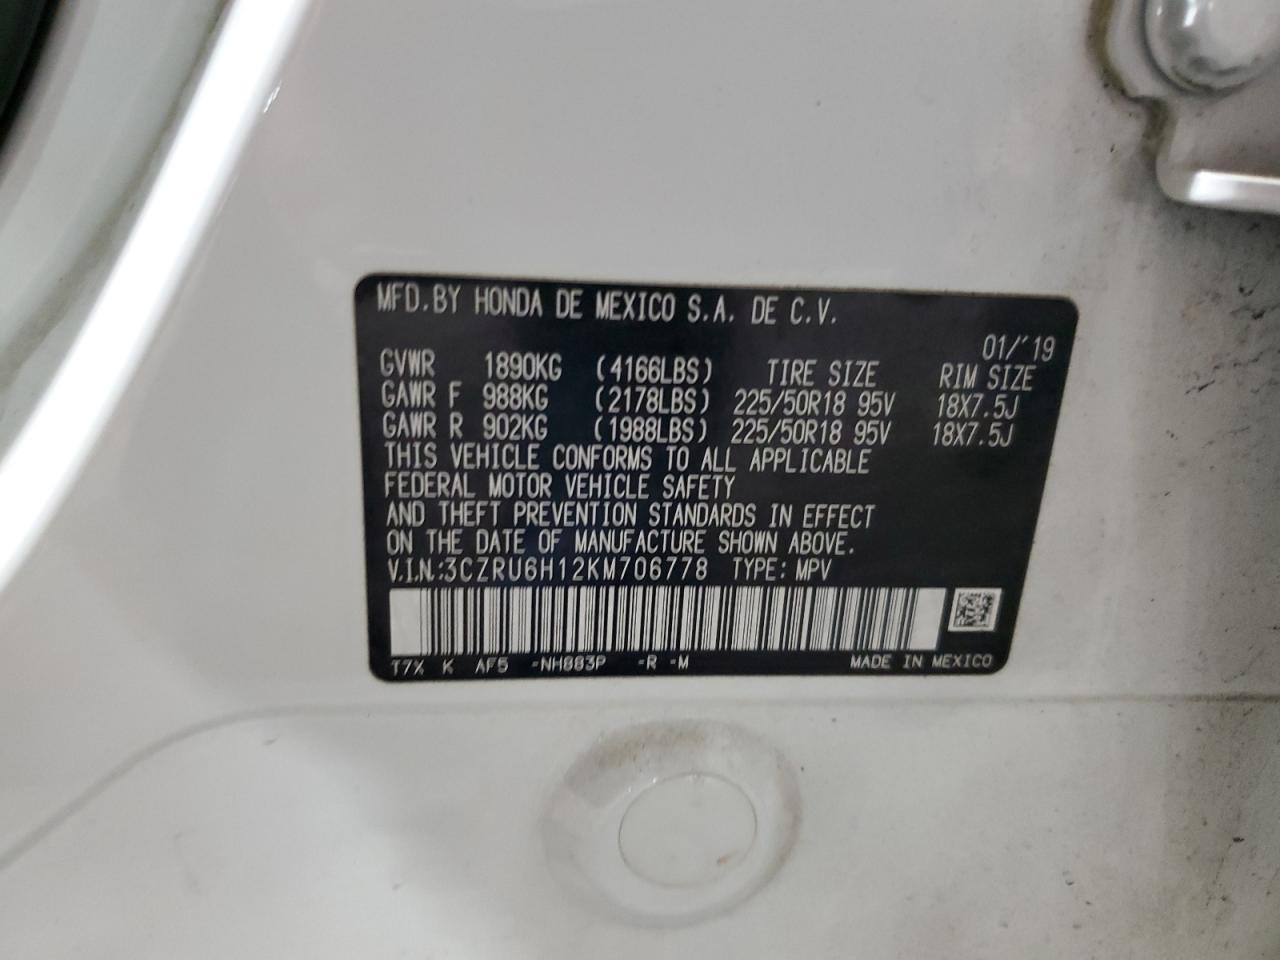 MFD.BY HONDA DE MEXICO S.A. DE C.V.
01/'19
GVWR 1890KG (4166LBS) TIRE SIZE RIM SIZE
GAWR F 988KG (2178LBS) 225/50R18 95V 18X7.5J
GAWR R 902KG (1988LBS) 225/50R18 95V 18X7.5J
THIS VEHICLE CONFORMS TO ALL APPLICABLE
FEDERAL MOTOR VEHICLE SAFETY
AND THEFT PREVENTION STANDARDS IN EFFECT
ON THE DATE OF MANUFACTURE SHOWN ABOVE.
V.I.N.:3CZRU6H12KM706778 TYPE: MPV
T7X K AF5 -NH883P -R -M MADE IN MEXICO